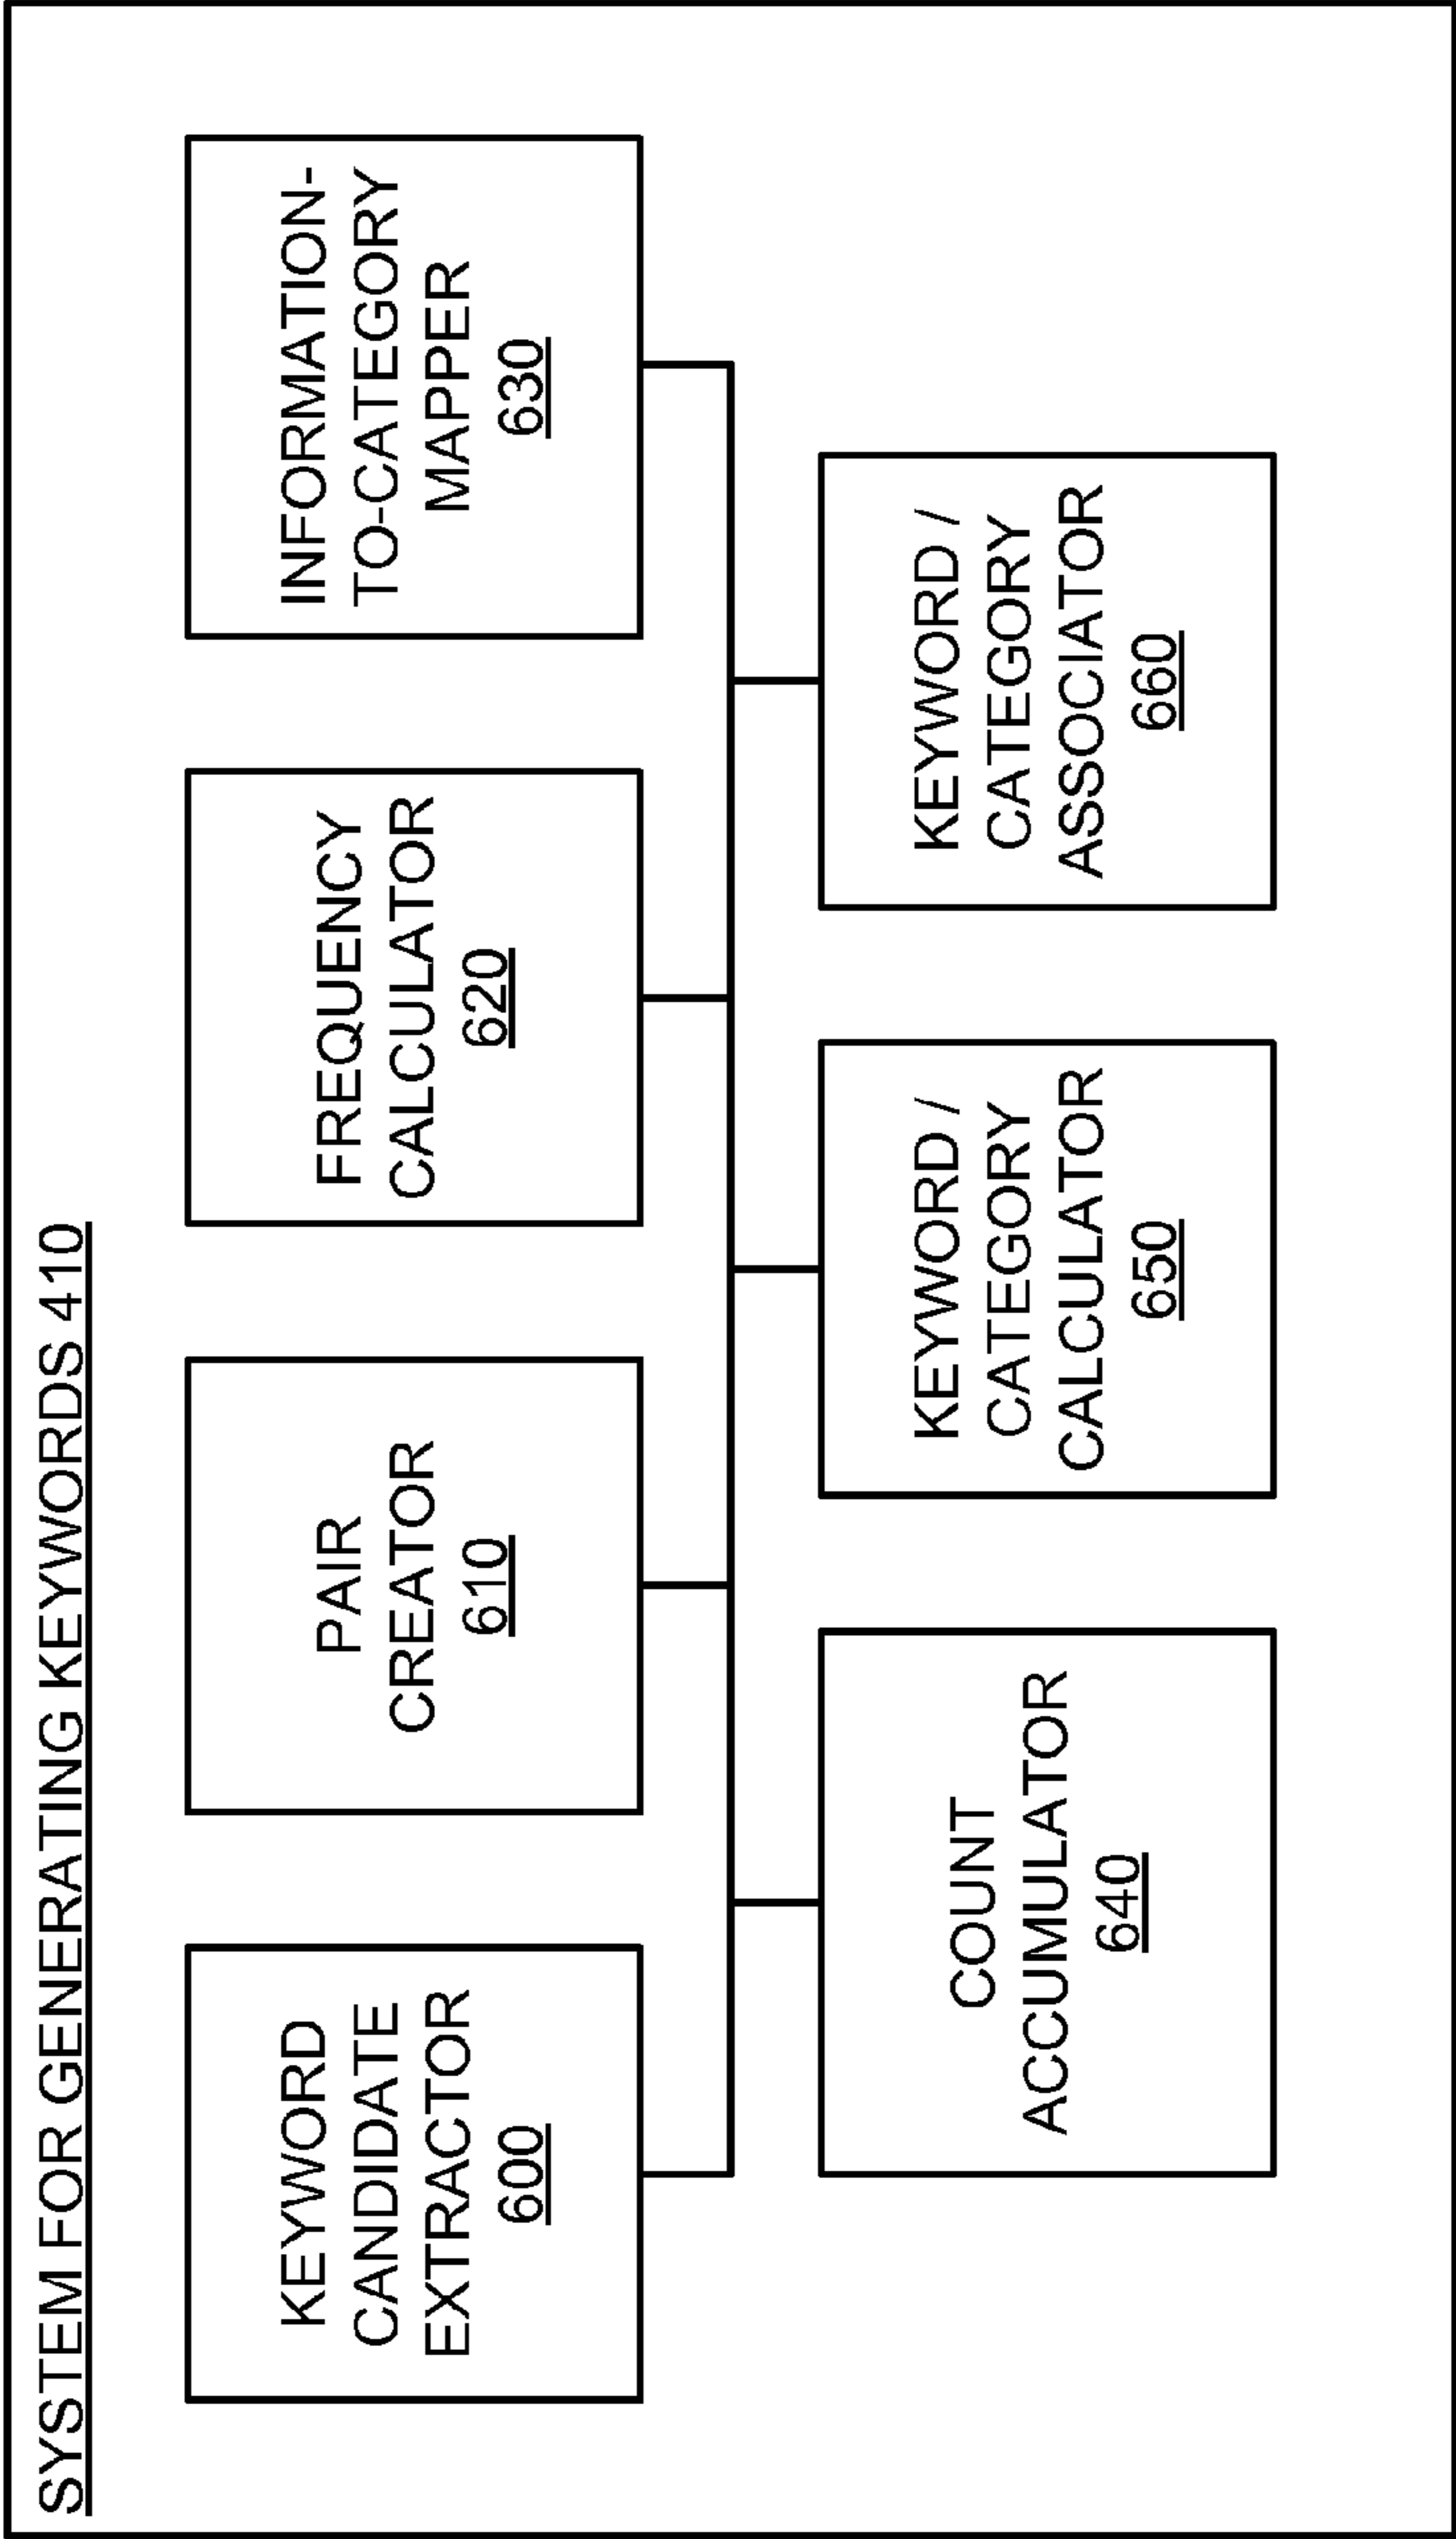 SYSTEM FOR GENERATING KEYWORDS 410
KEYWORD
CANDIDATE
EXTRACTOR
600
PAIR
CREATOR
610
FREQUENCY
CALCULATOR
620
INFORMATION-
TO-CATEGORY
MAPPER
630
COUNT
ACCUMULATOR
640
KEYWORD /
CATEGORY
CALCULATOR
650
KEYWORD /
CATEGORY
ASSOCIATOR
660